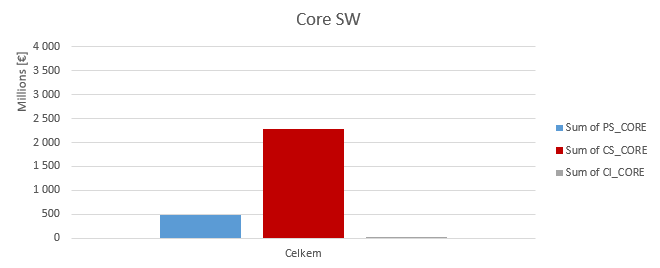 Core SW
Millions [€]
4 000
3 500
3 000
2 500
2 000
1 500
1 000
500
0
Celkem
Sum of PS_CORE
Sum of CS_CORE
Sum of CI_CORE